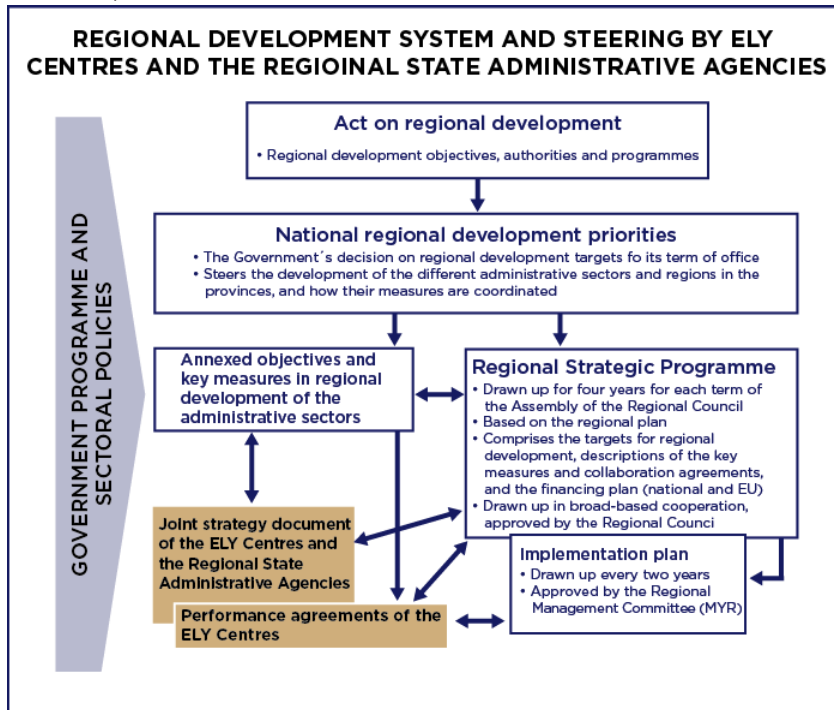 REGIONAL DEVELOPMENT SYSTEM AND STEERING BY ELY
CENTRES AND THE REGIOINAL STATE ADMINISTRATIVE AGENCIES
GOVERNMENT PROGRAMME AND
SECTORAL POLICIES
Act on regional development
• Regional development objectives, authorities and programmes
National regional development priorities
• The Government´s decision on regional development targets fo its term of office
• Steers the development of the different administrative sectors and regions in the
provinces, and how their measures are coordinated
Annexed objectives and
key measures in regional
development of the
administrative sectors
Regional Strategic Programme
• Drawn up for four years for each term of
the Assembly of the Regional Council
• Based on the regional plan
• Comprises the targets for regional
development, descriptions of the key
measures and collaboration agreements,
and the financing plan (national and EU)
• Drawn up in broad-based cooperation,
approved by the Regional Counci
Joint strategy document
of the ELY Centres and
the Regional State
Administrative Agencies
Performance agreements of the
ELY Centres
Implementation plan
• Drawn up every two years
• Approved by the Regional
Management Committee (MYR)